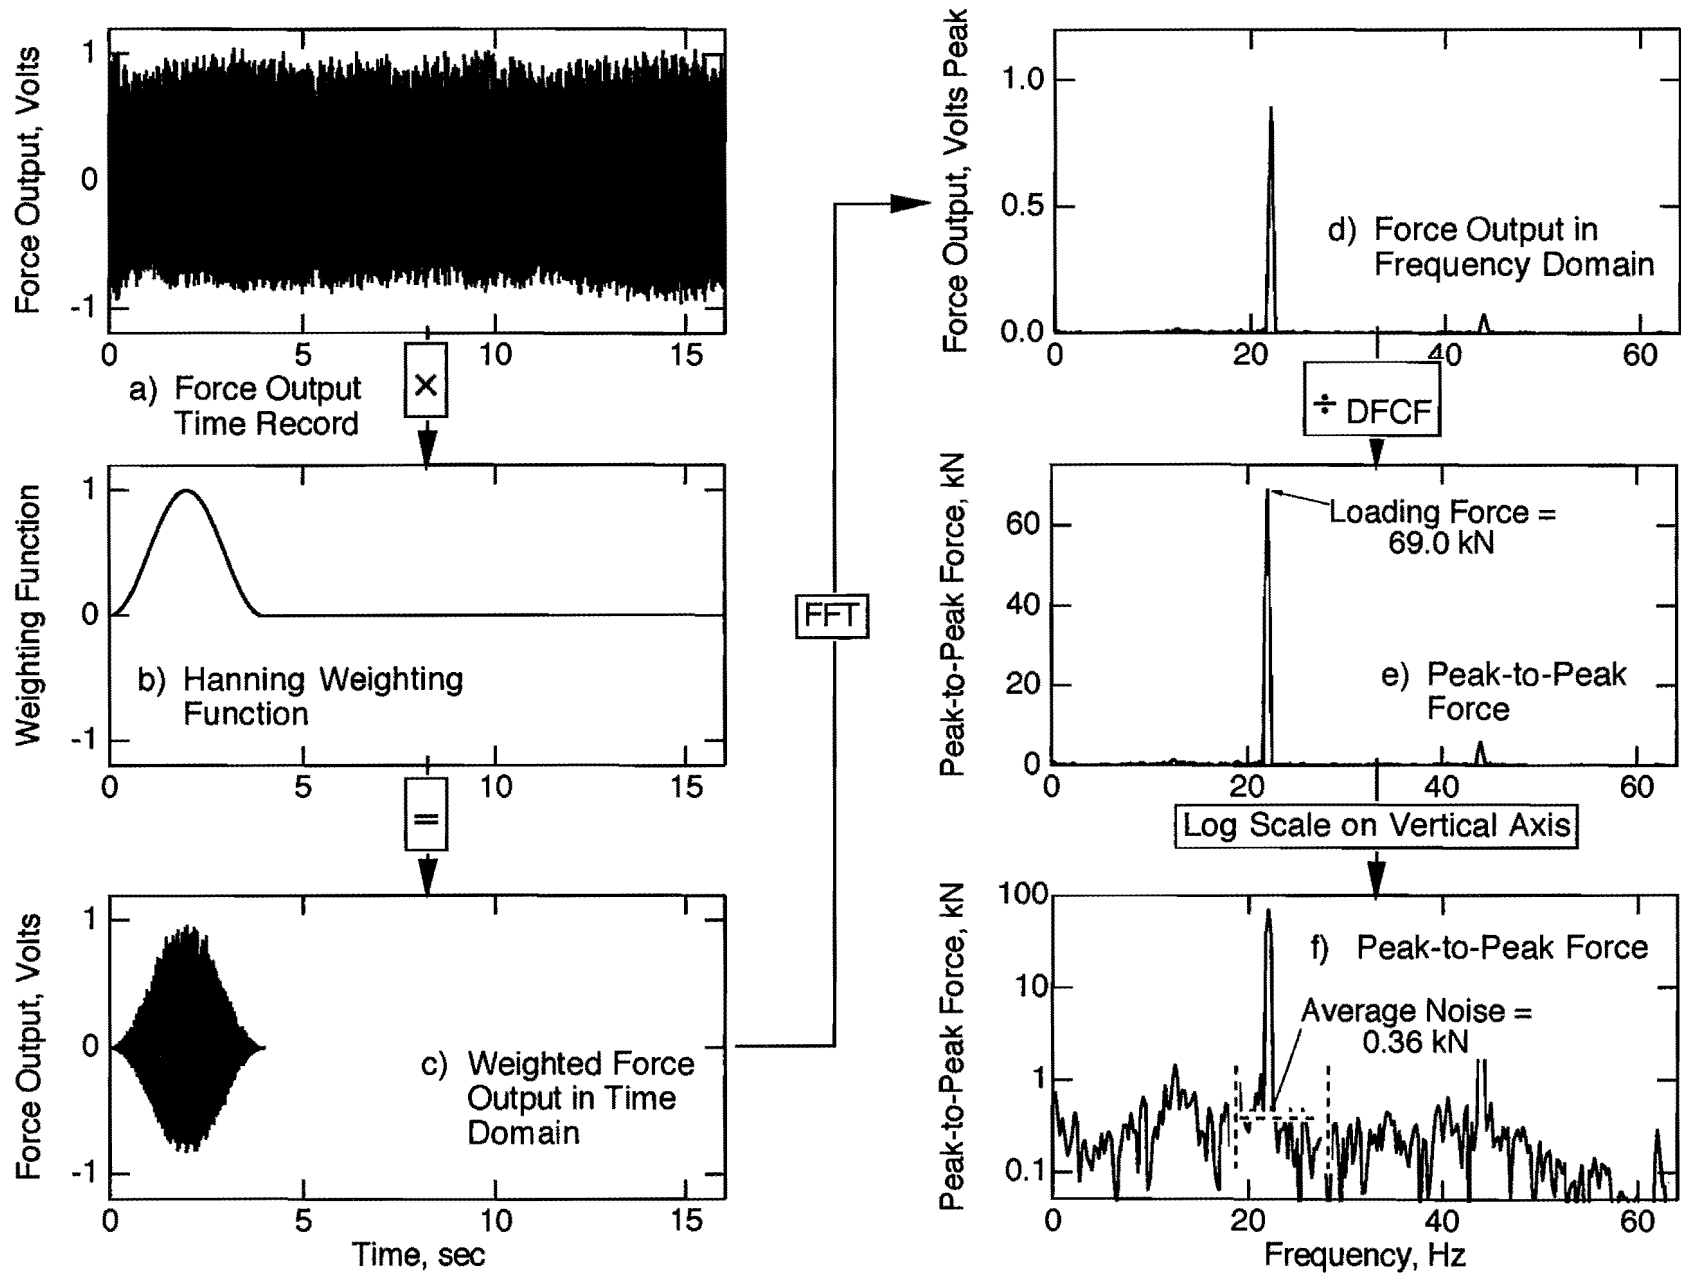 Force Output, Volts
1
0
-1
0 5 10 15
a) Force Output
Time Record
×
Weighting Function
1
0
-1
b) Hanning Weighting
Function
0 5 10 15
=
Force Output, Volts
1
0
-1
c) Weighted Force
Output in Time
Domain
0 5 10 15
Time, sec
FFT
Force Output, Volts Peak
1.0
0.5
0.0
d) Force Output in
Frequency Domain
0 20 40 60
÷ DFCF
Peak-to-Peak Force, kN
60
40
20
0
Loading Force =
69.0 kN
e) Peak-to-Peak
Force
0 20 40 60
Log Scale on Vertical Axis
Peak-to-Peak Force, kN
100
10
1
0.1
f) Peak-to-Peak Force
Average Noise =
0.36 kN
0 20 40 60
Frequency, Hz